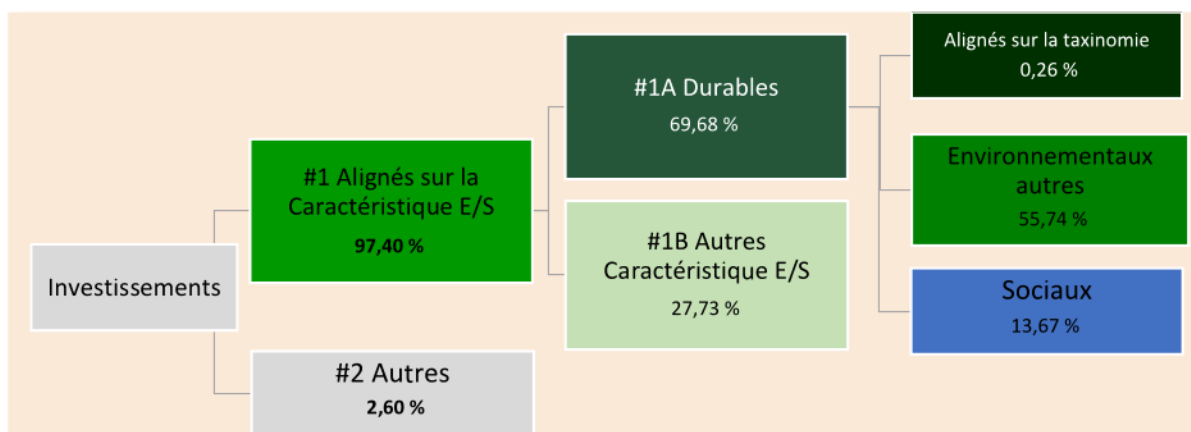 Investissements
#1 Alignés sur la
Caractéristique E/S
97,40 %
#2 Autres
2,60 %
#1A Durables
69,68 %
#1B Autres
Caractéristique E/S
27,73 %
Alignés sur la taxinomie
0,26 %
Environnementaux
autres
55,74 %
Sociaux
13,67 %